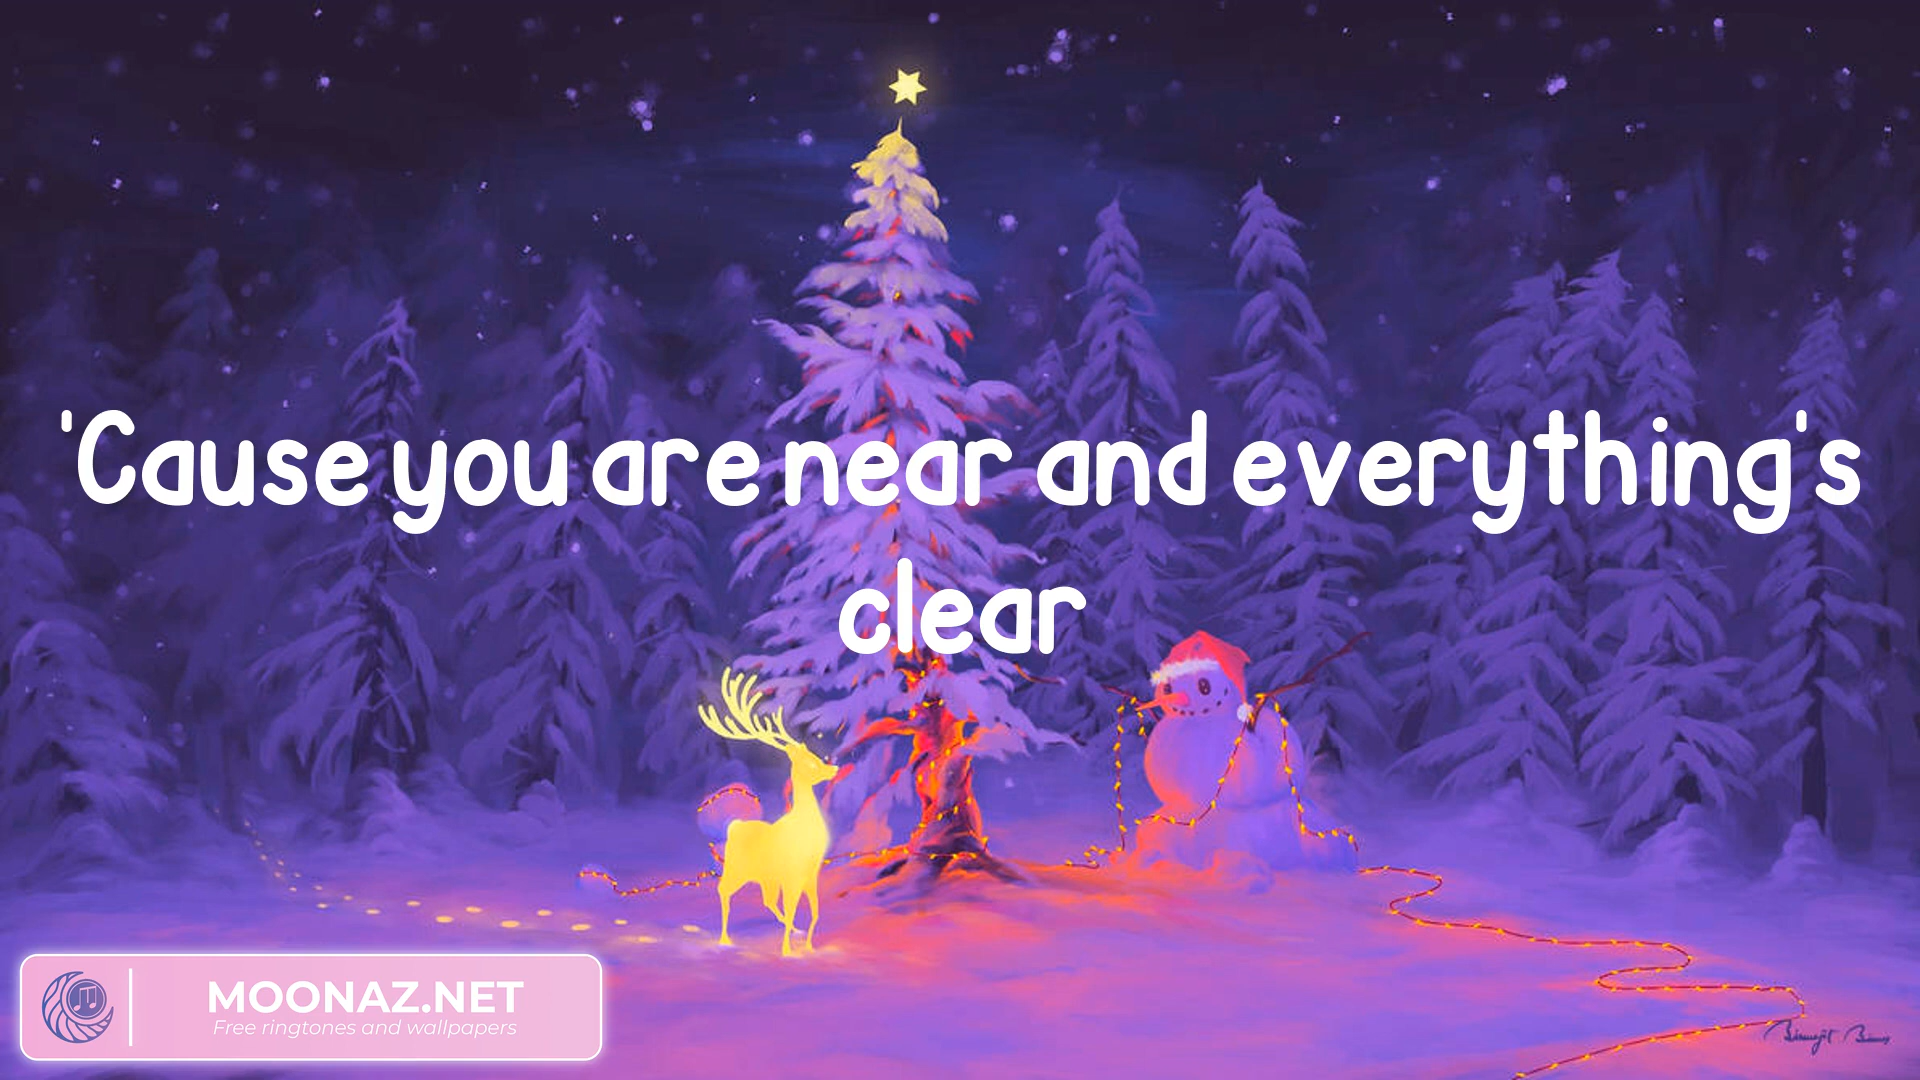 'Cause you are near and everything's
clear
MOONAZ.NET
Free ringtones and wallpapers